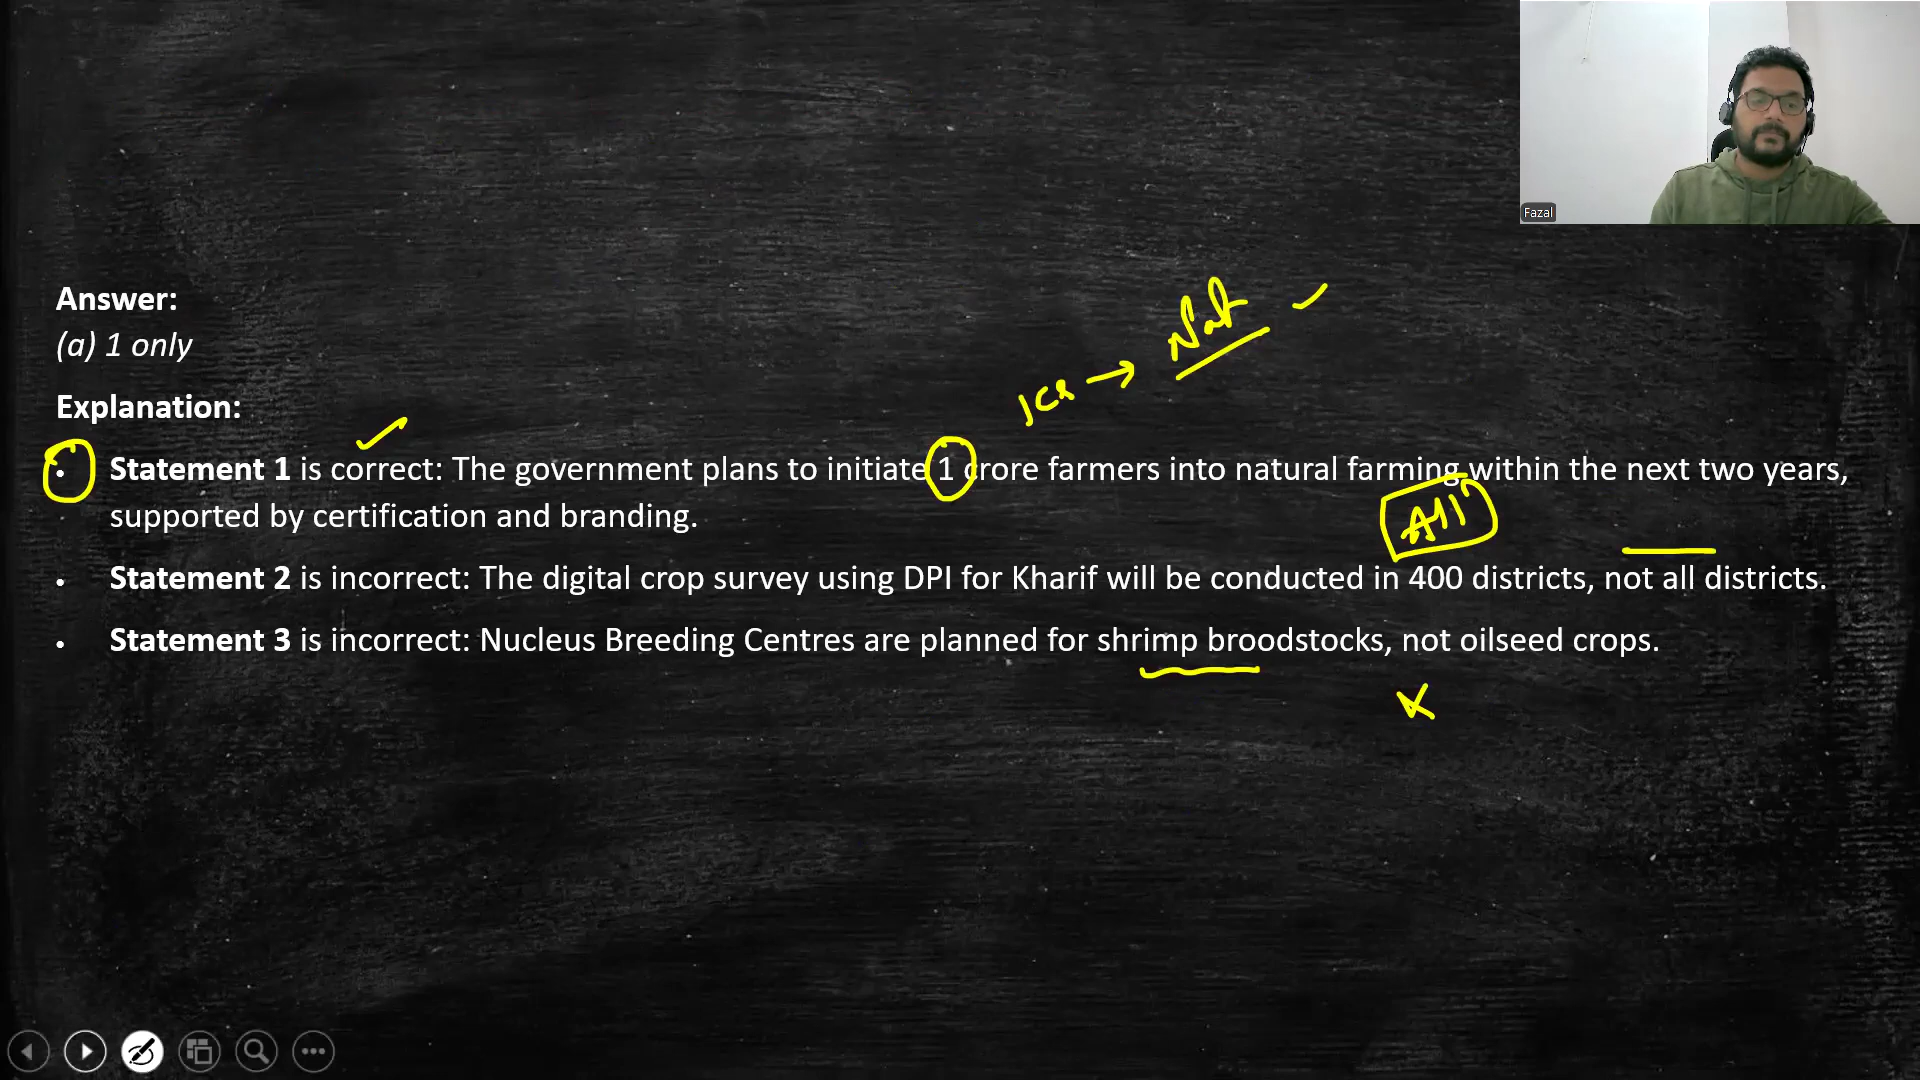 Fazal
Answer:
(a) 1 only
Nat
1 Cr →
Explanation:
• Statement 1 is correct: The government plans to initiate 1 crore farmers into natural farming within the next two years,
supported by certification and branding.
All
• Statement 2 is incorrect: The digital crop survey using DPI for Kharif will be conducted in 400 districts, not all districts.
• Statement 3 is incorrect: Nucleus Breeding Centres are planned for shrimp broodstocks, not oilseed crops.